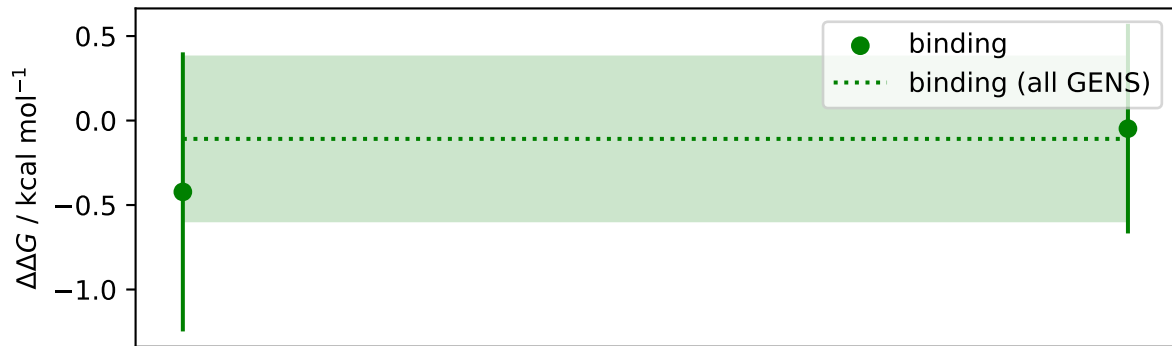 0.5
0.0
−0.5
−1.0
ΔΔG / kcal mol⁻¹
binding
binding (all GENS)